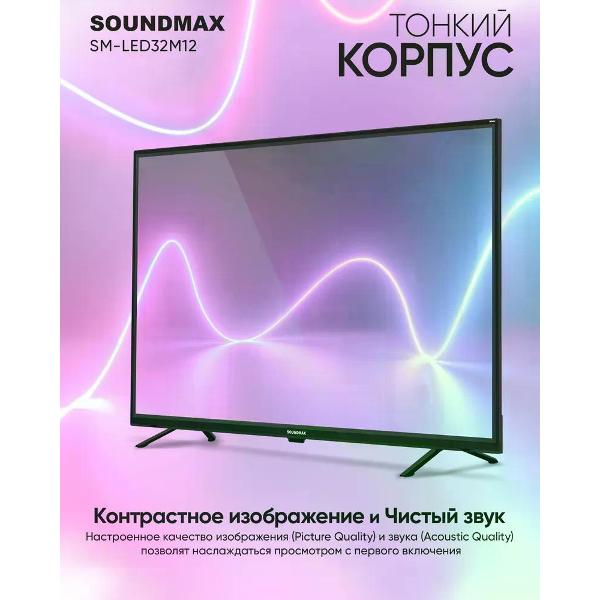 SOUNDMAX
SM-LED32M12
ТОНКИЙ
КОРПУС
SOUNDMAX
Контрастное изображение и Чистый звук
Настроенное качество изображения (Picture Quality) и звука (Acoustic Quality)
позволят наслаждаться просмотром с первого включения